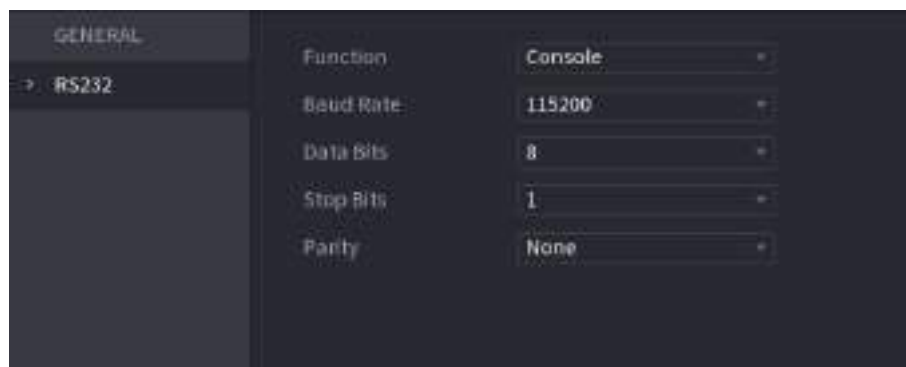 GENERAL
RS232
Function Console
Baud Rate 115200
Data Bits 8
Stop Bits 1
Parity None